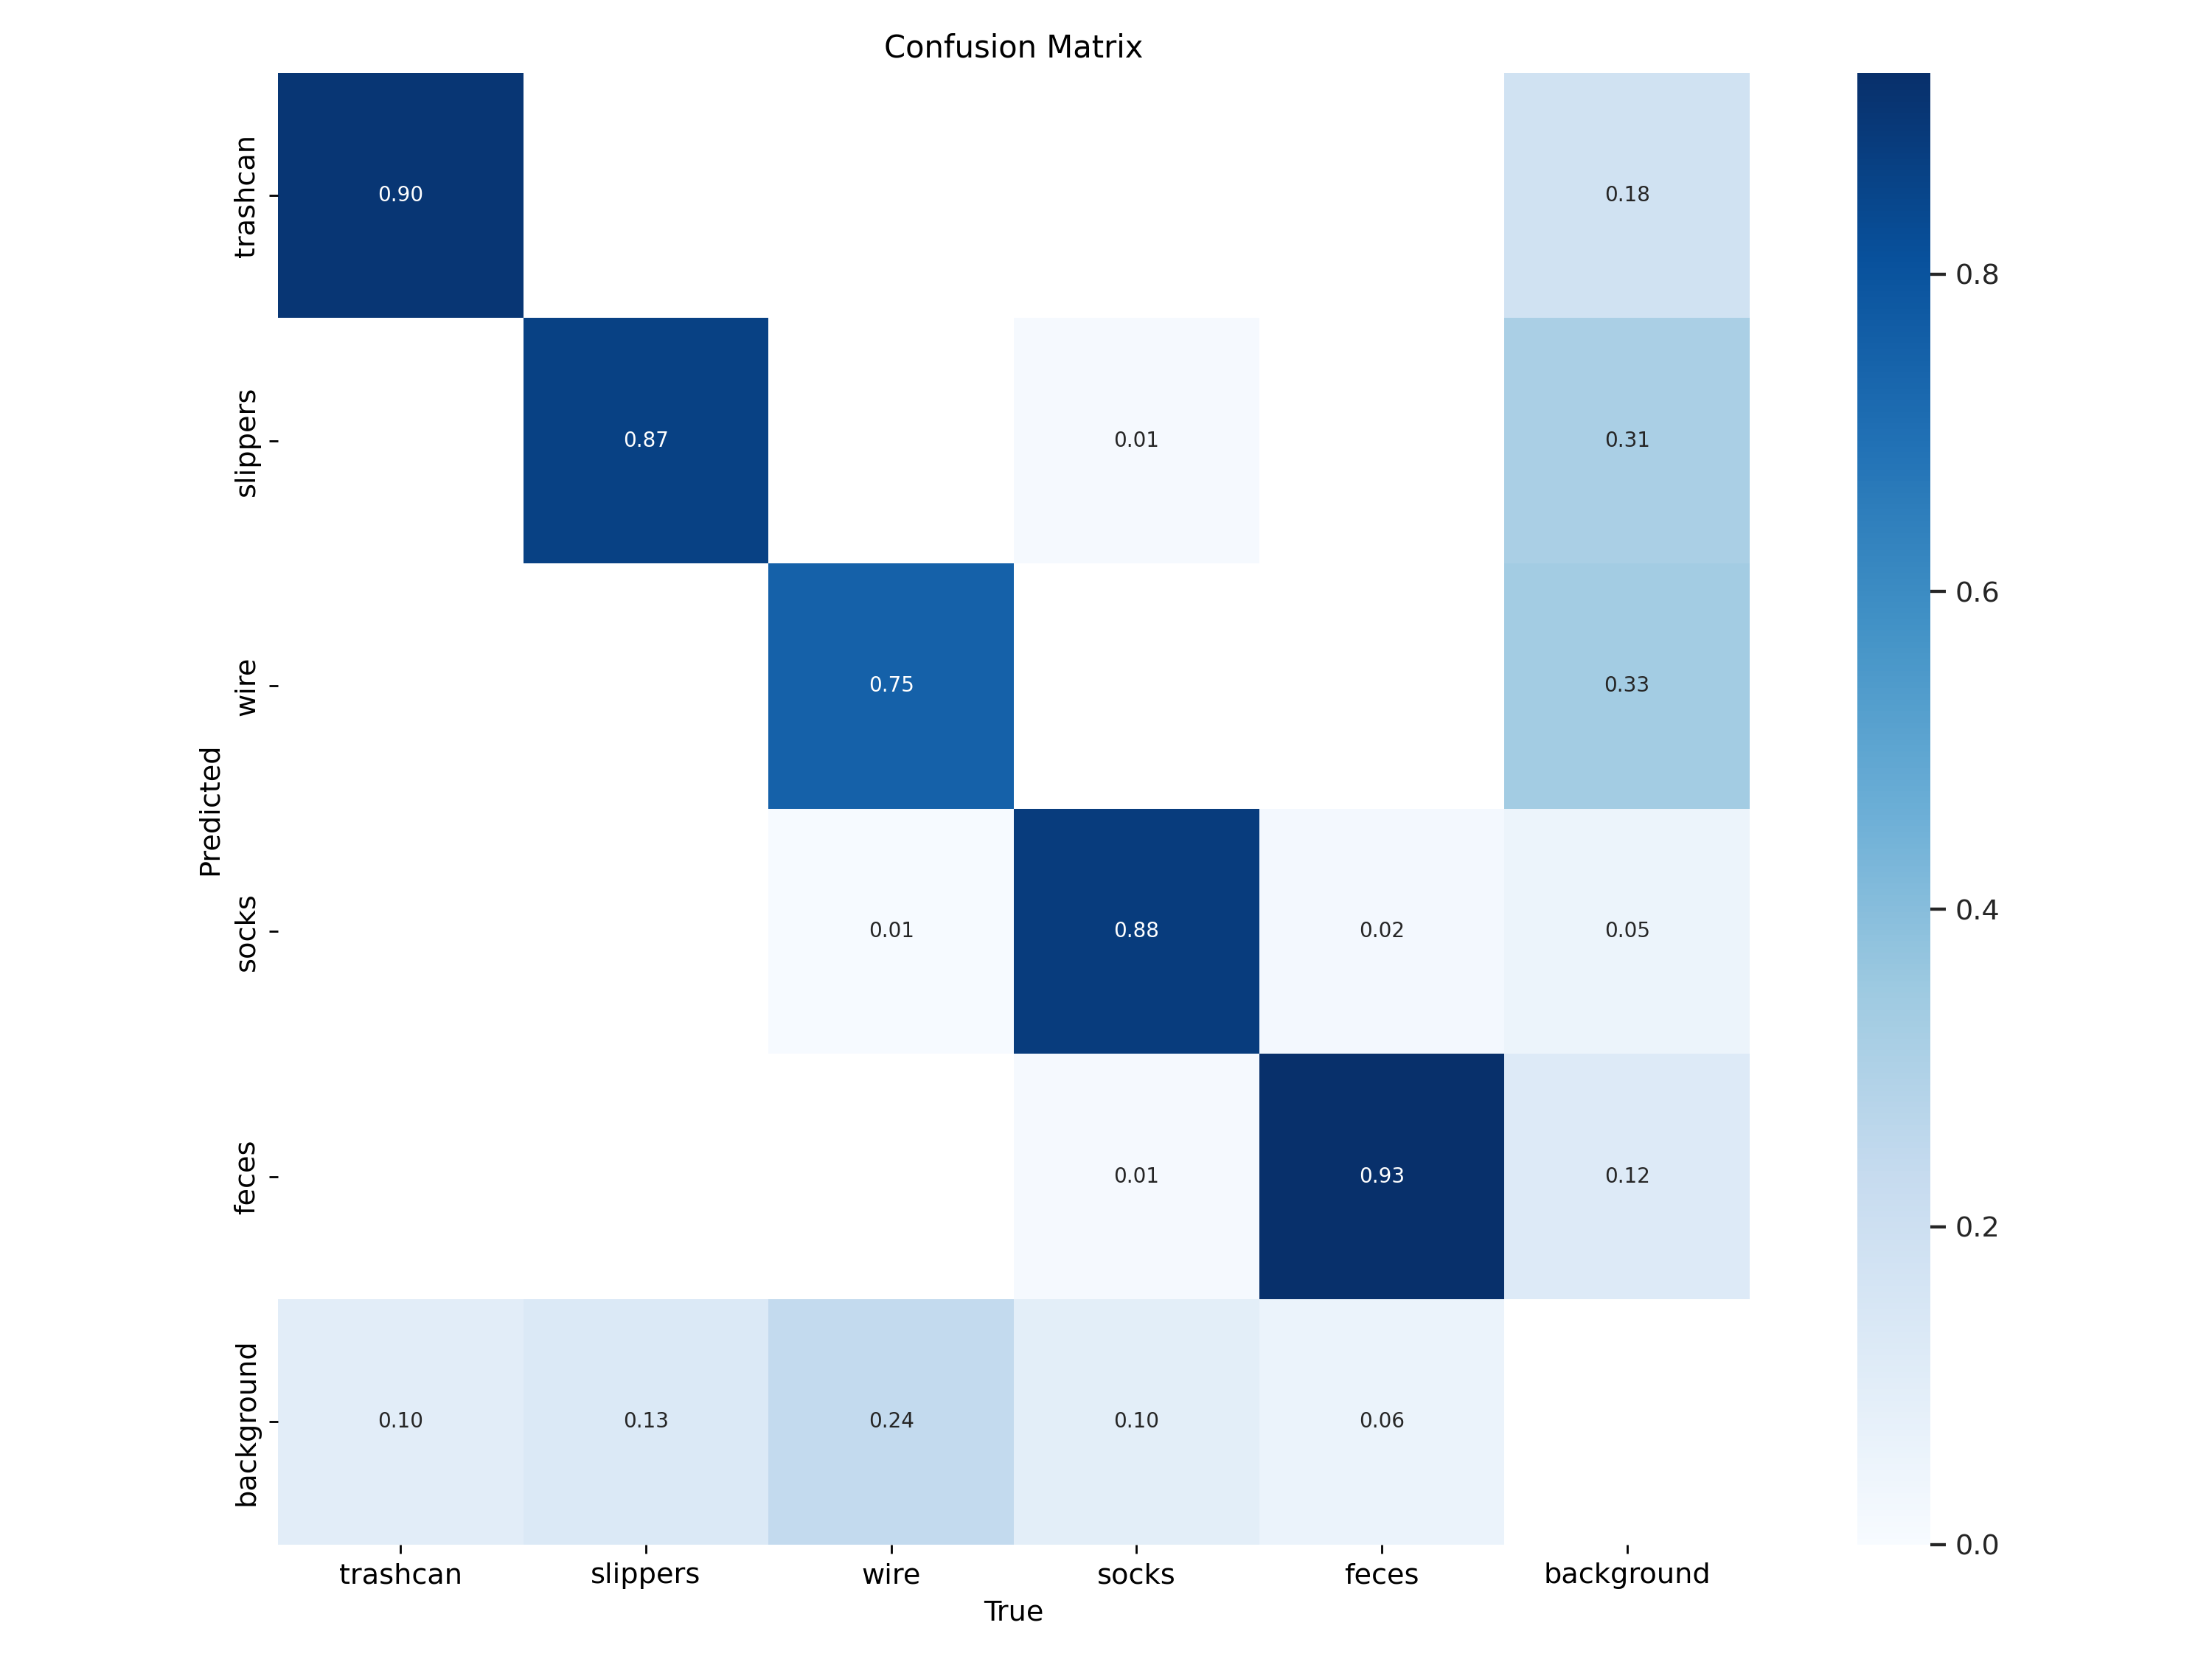 Confusion Matrix
trashcan
0.90
0.18
0.8
slippers
0.87
0.01
0.31
0.6
wire
0.75
0.33
Predicted
socks
0.01
0.88
0.02
0.05
0.4
feces
0.01
0.93
0.12
0.2
background
0.10
0.13
0.24
0.10
0.06
0.0
trashcan
slippers
wire
socks
feces
background
True